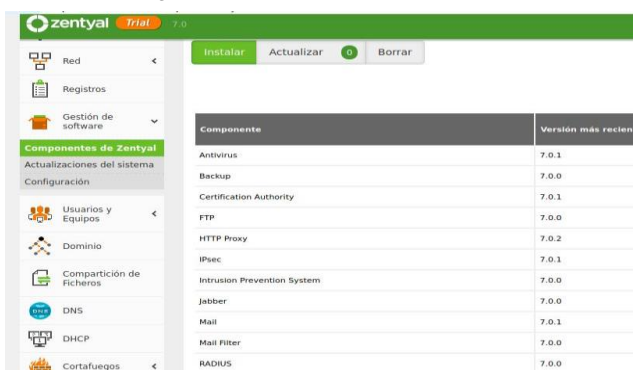 zentyal Trial 7.0
Red
Registros
Gestión de
software
Componentes de Zentyal
Actualizaciones del sistema
Configuración
Usuarios y
Equipos
Dominio
Compartición de
Ficheros
DNS
DHCP
Cortafuegos
Instalar Actualizar 0 Borrar
Componente Versión más recien
Antivirus 7.0.1
Backup 7.0.0
Certification Authority 7.0.1
FTP 7.0.0
HTTP Proxy 7.0.2
IPsec 7.0.1
Intrusion Prevention System 7.0.0
Jabber 7.0.0
Mail 7.0.1
Mail Filter 7.0.0
RADIUS 7.0.0